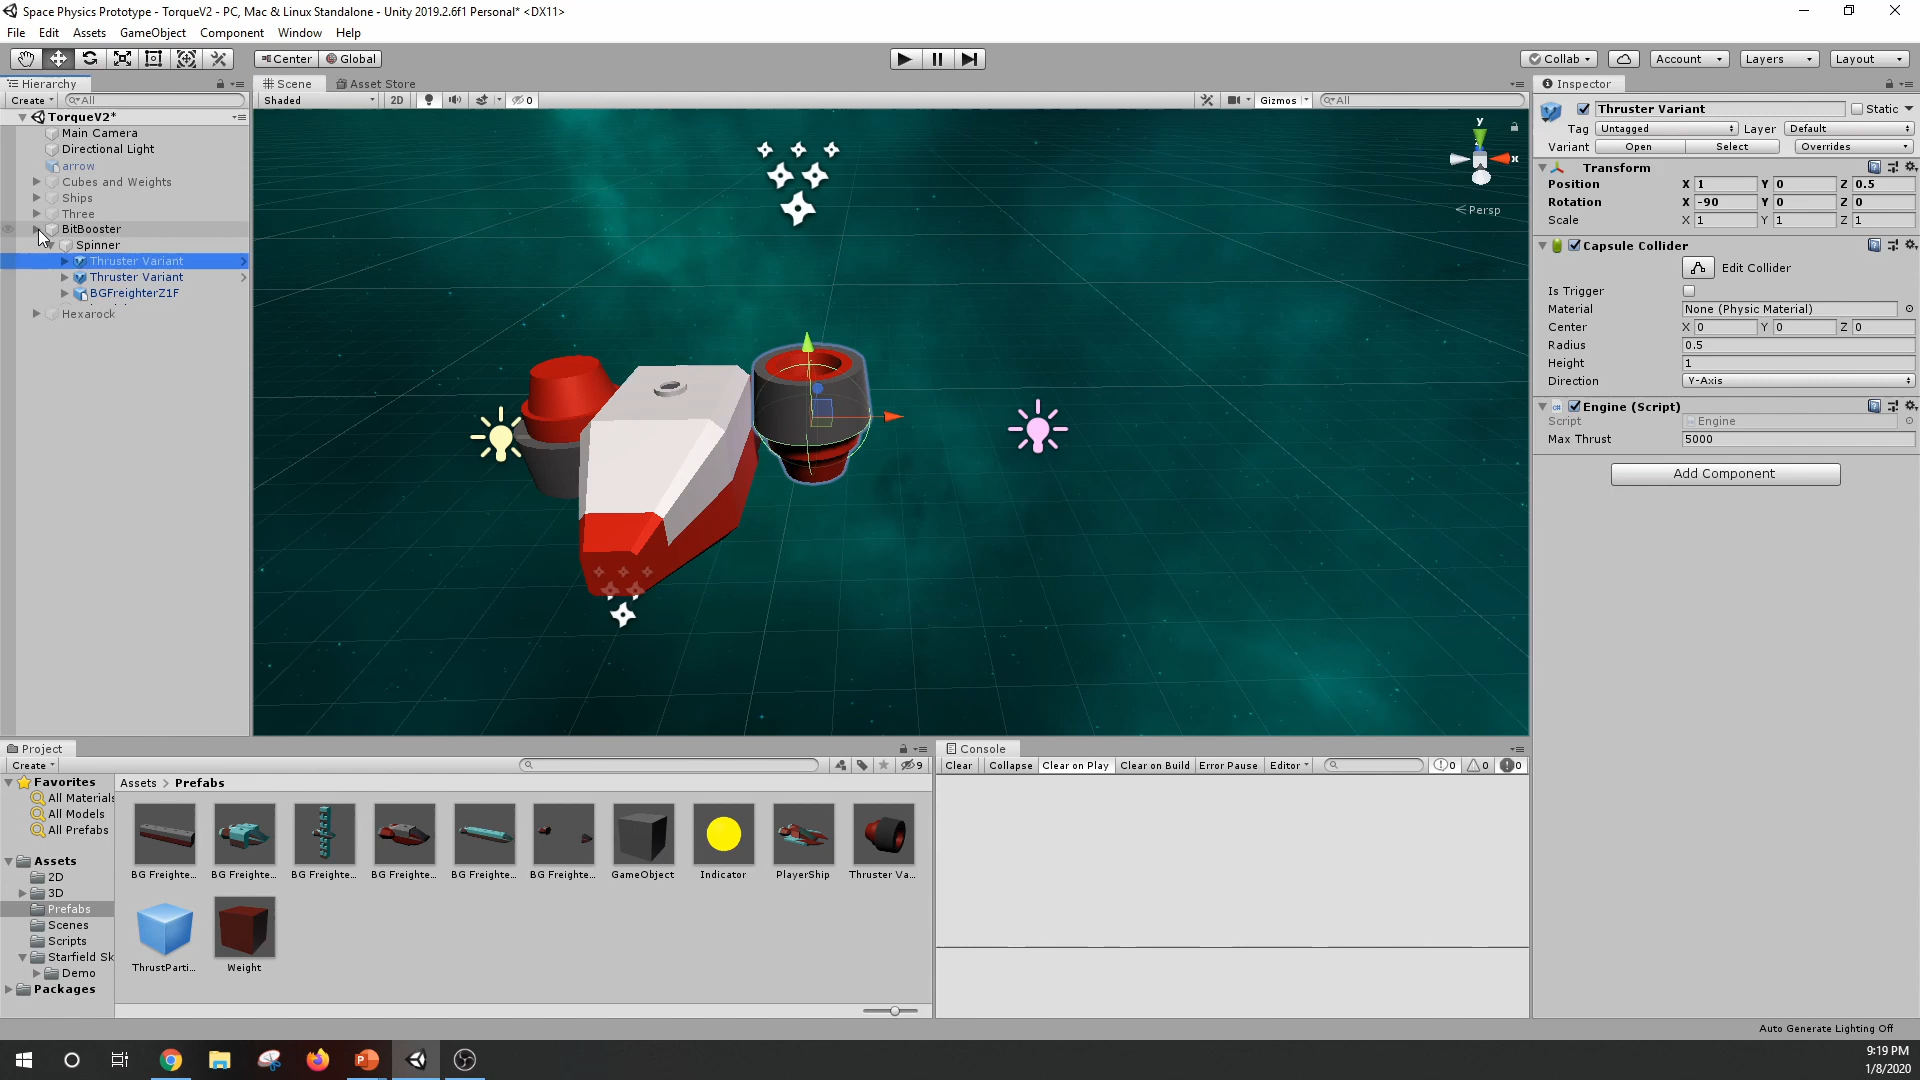 Space Physics Prototype - TorqueV2 - PC, Mac & Linux Standalone - Unity 2019.2.6f1 Personal* <DX11>
File Edit Assets GameObject Component Window Help
Center Global Collab Account Layers Layout
Hierarchy
Create All
TorqueV2*
Main Camera
Directional Light
arrow
Cubes and Weights
Ships
Three
BitBooster
Spinner
Thruster Variant
Thruster Variant
BGFreighterZ1F
Hexarock
Scene Asset Store
Shaded 2D 0 Gizmos All
y
x
Persp
Inspector
Thruster Variant Static
Tag Untagged Layer Default
Variant Open Select Overrides
Transform
Position X 1 Y 0 Z 0.5
Rotation X -90 Y 0 Z 0
Scale X 1 Y 1 Z 1
Capsule Collider
Edit Collider
Is Trigger
Material None (Physic Material)
Center X 0 Y 0 Z 0
Radius 0.5
Height 1
Direction Y-Axis
Engine (Script)
Script Engine
Max Thrust 5000
Add Component
Project
Create 9
Favorites
All Materials
All Models
All Prefabs
Assets
2D
3D
Prefabs
Scenes
Scripts
Starfield Sk
Demo
Packages
Assets > Prefabs
BG Freighte... BG Freighte... BG Freighte... BG Freighte... BG Freighte... BG Freighte... GameObject Indicator PlayerShip Thruster Va...
ThrustParti... Weight
Console
Clear Collapse Clear on Play Clear on Build Error Pause Editor 0 0 0
Auto Generate Lighting Off
9:19 PM
1/8/2020